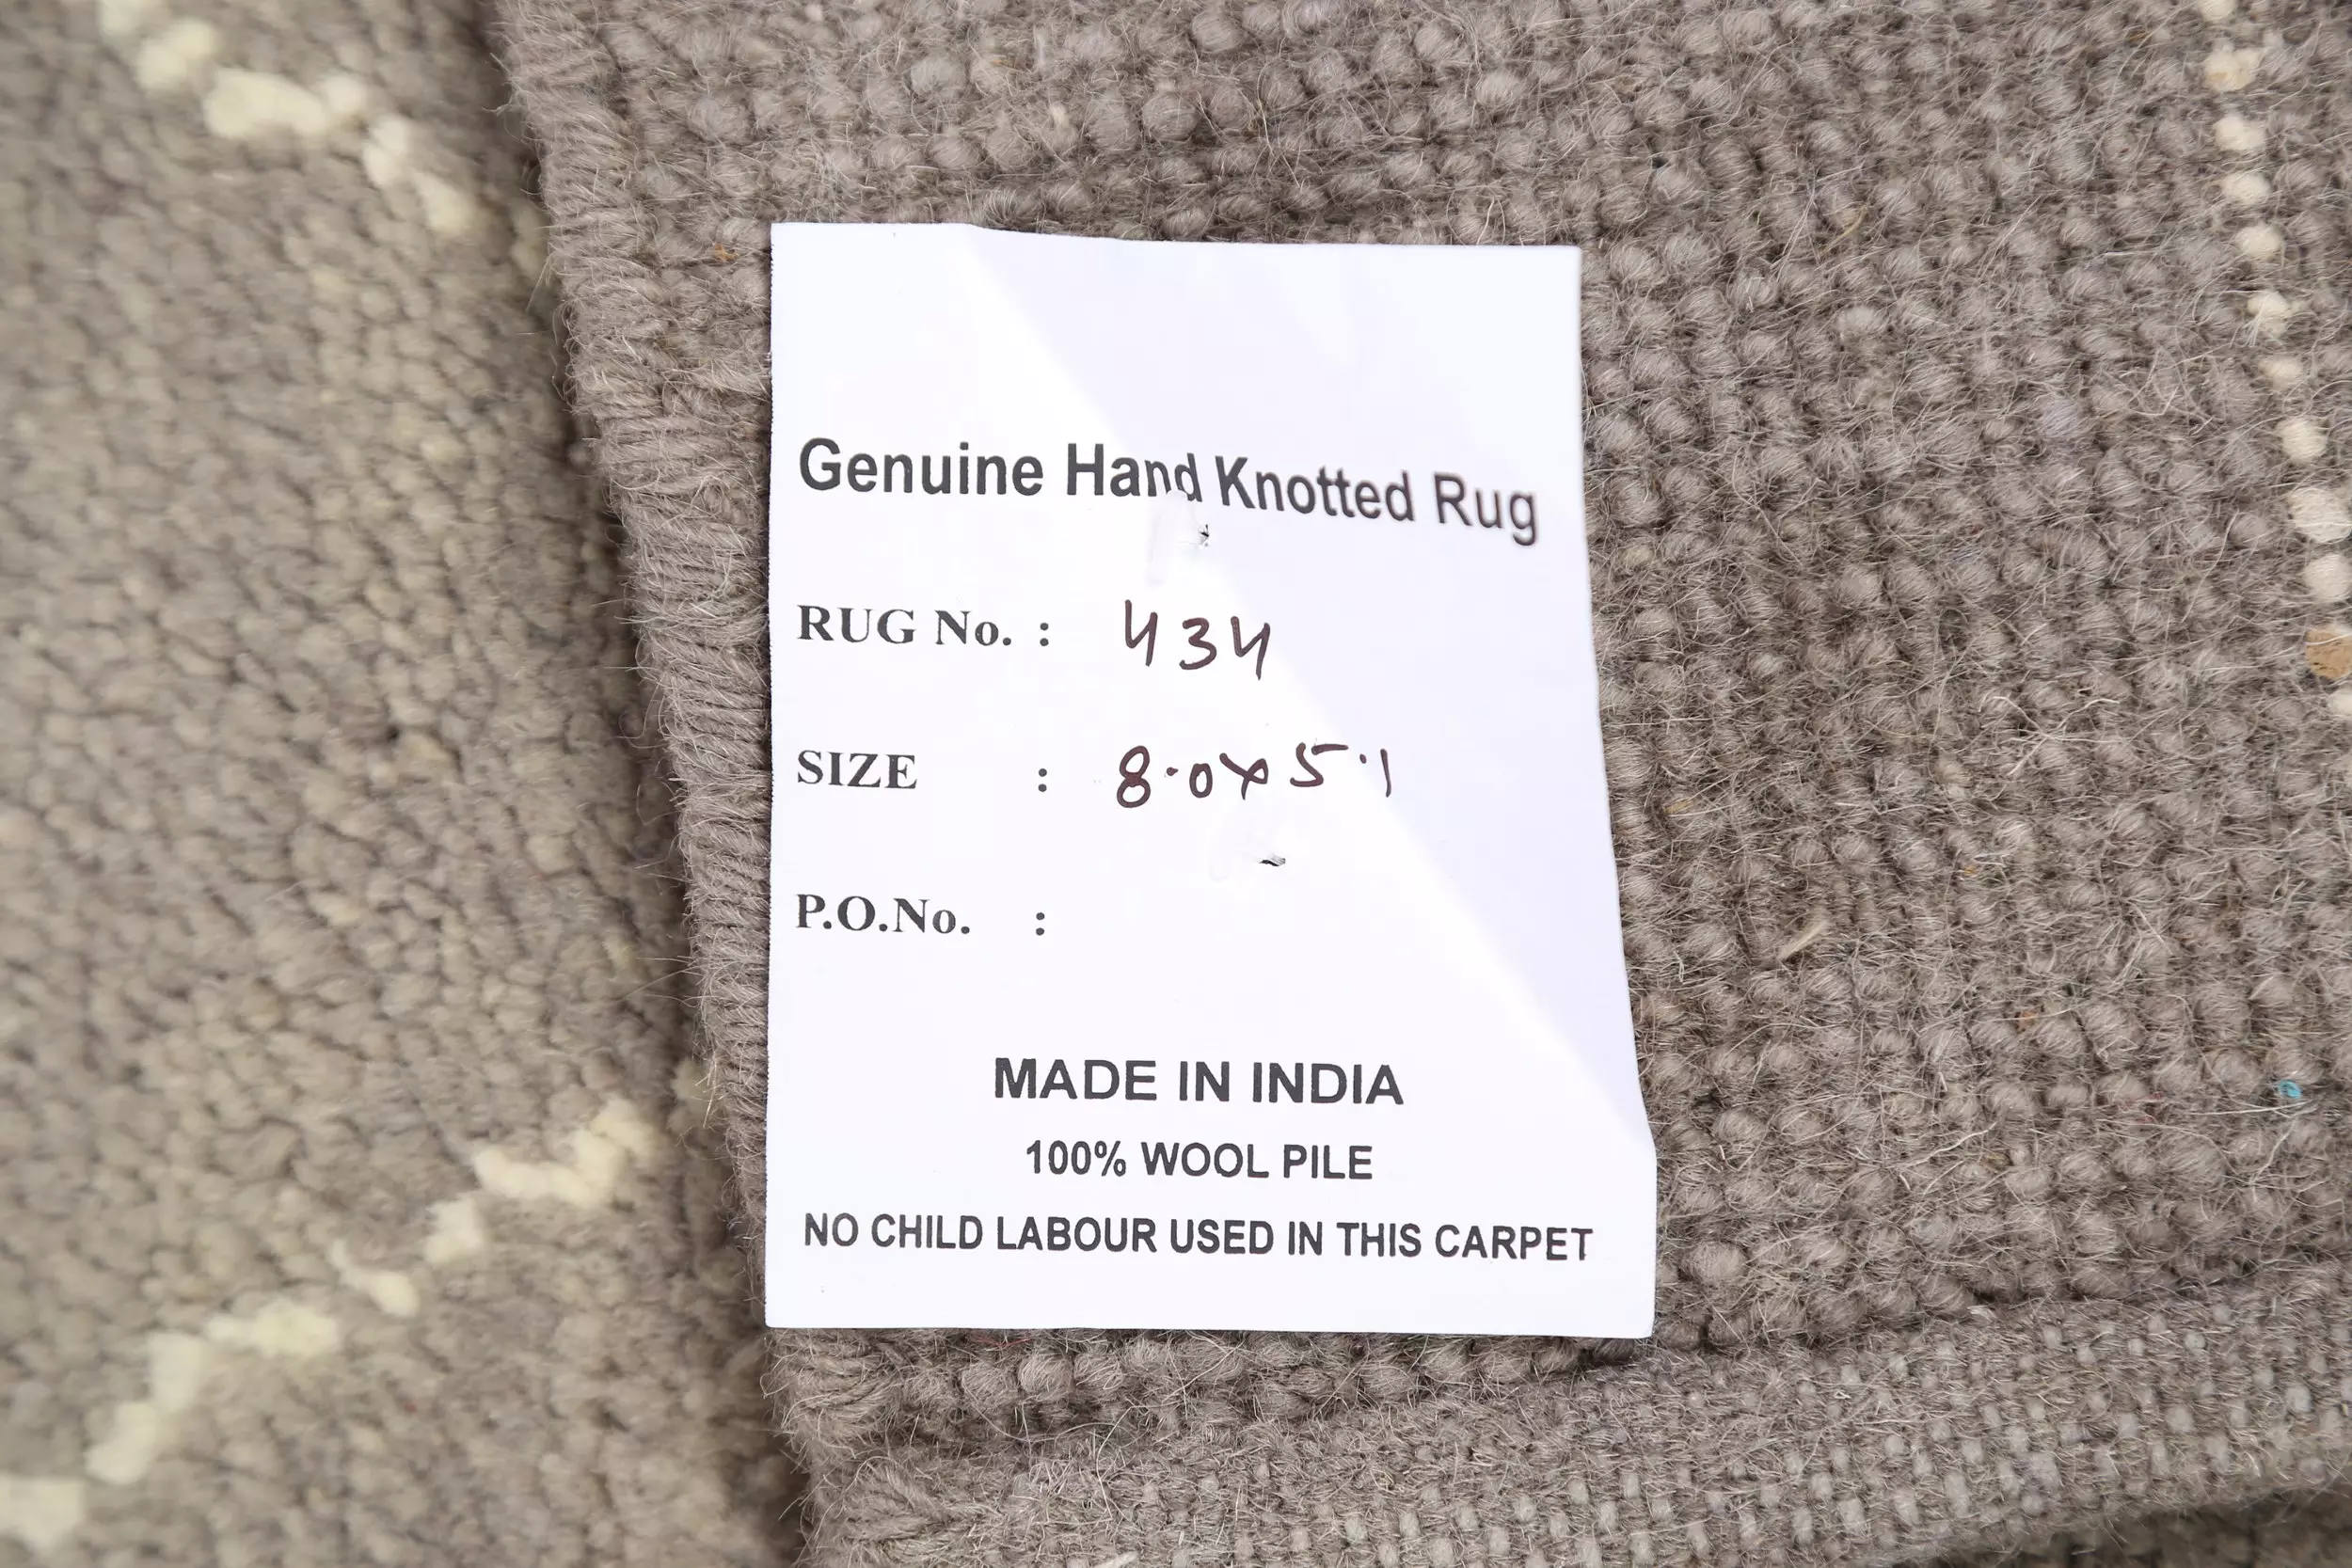 Genuine Hand Knotted Rug
RUG No. : 434
SIZE : 8.0x5.1
P.O.No. :
MADE IN INDIA
100% WOOL PILE
NO CHILD LABOUR USED IN THIS CARPET